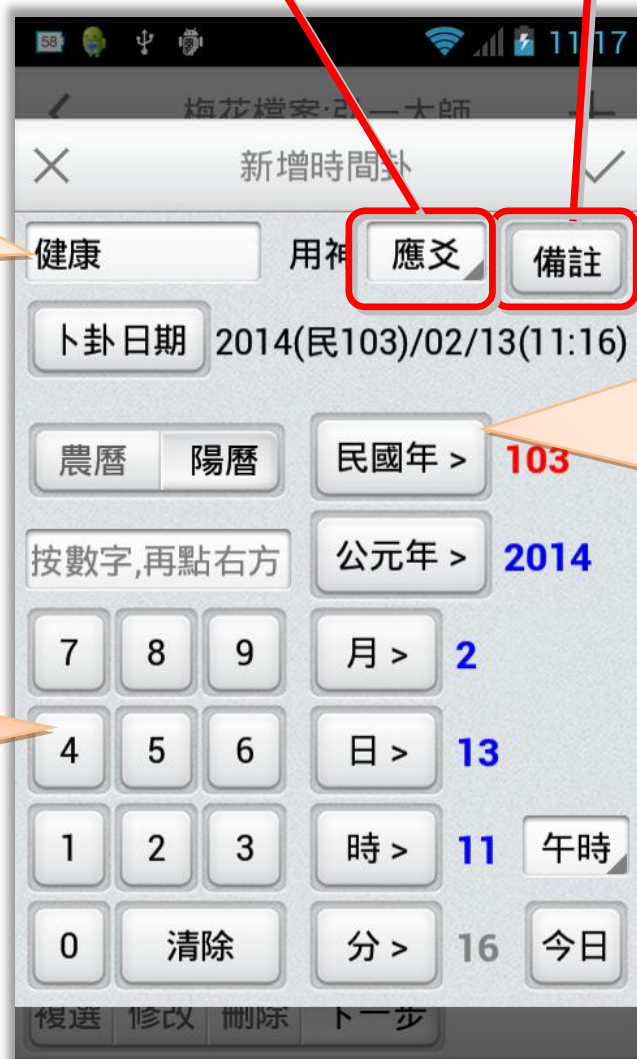 58 11:17
梅花檔案:弘一大師
新增時間卦
健康 用神 應爻 備註
卜卦日期 2014(民103)/02/13(11:16)
農曆 陽曆 民國年 > 103
按數字,再點右方 公元年 > 2014
7 8 9 月 > 2
4 5 6 日 > 13
1 2 3 時 > 11 午時
0 清除 分 > 16 今日
複選 修改 刪除 下一步